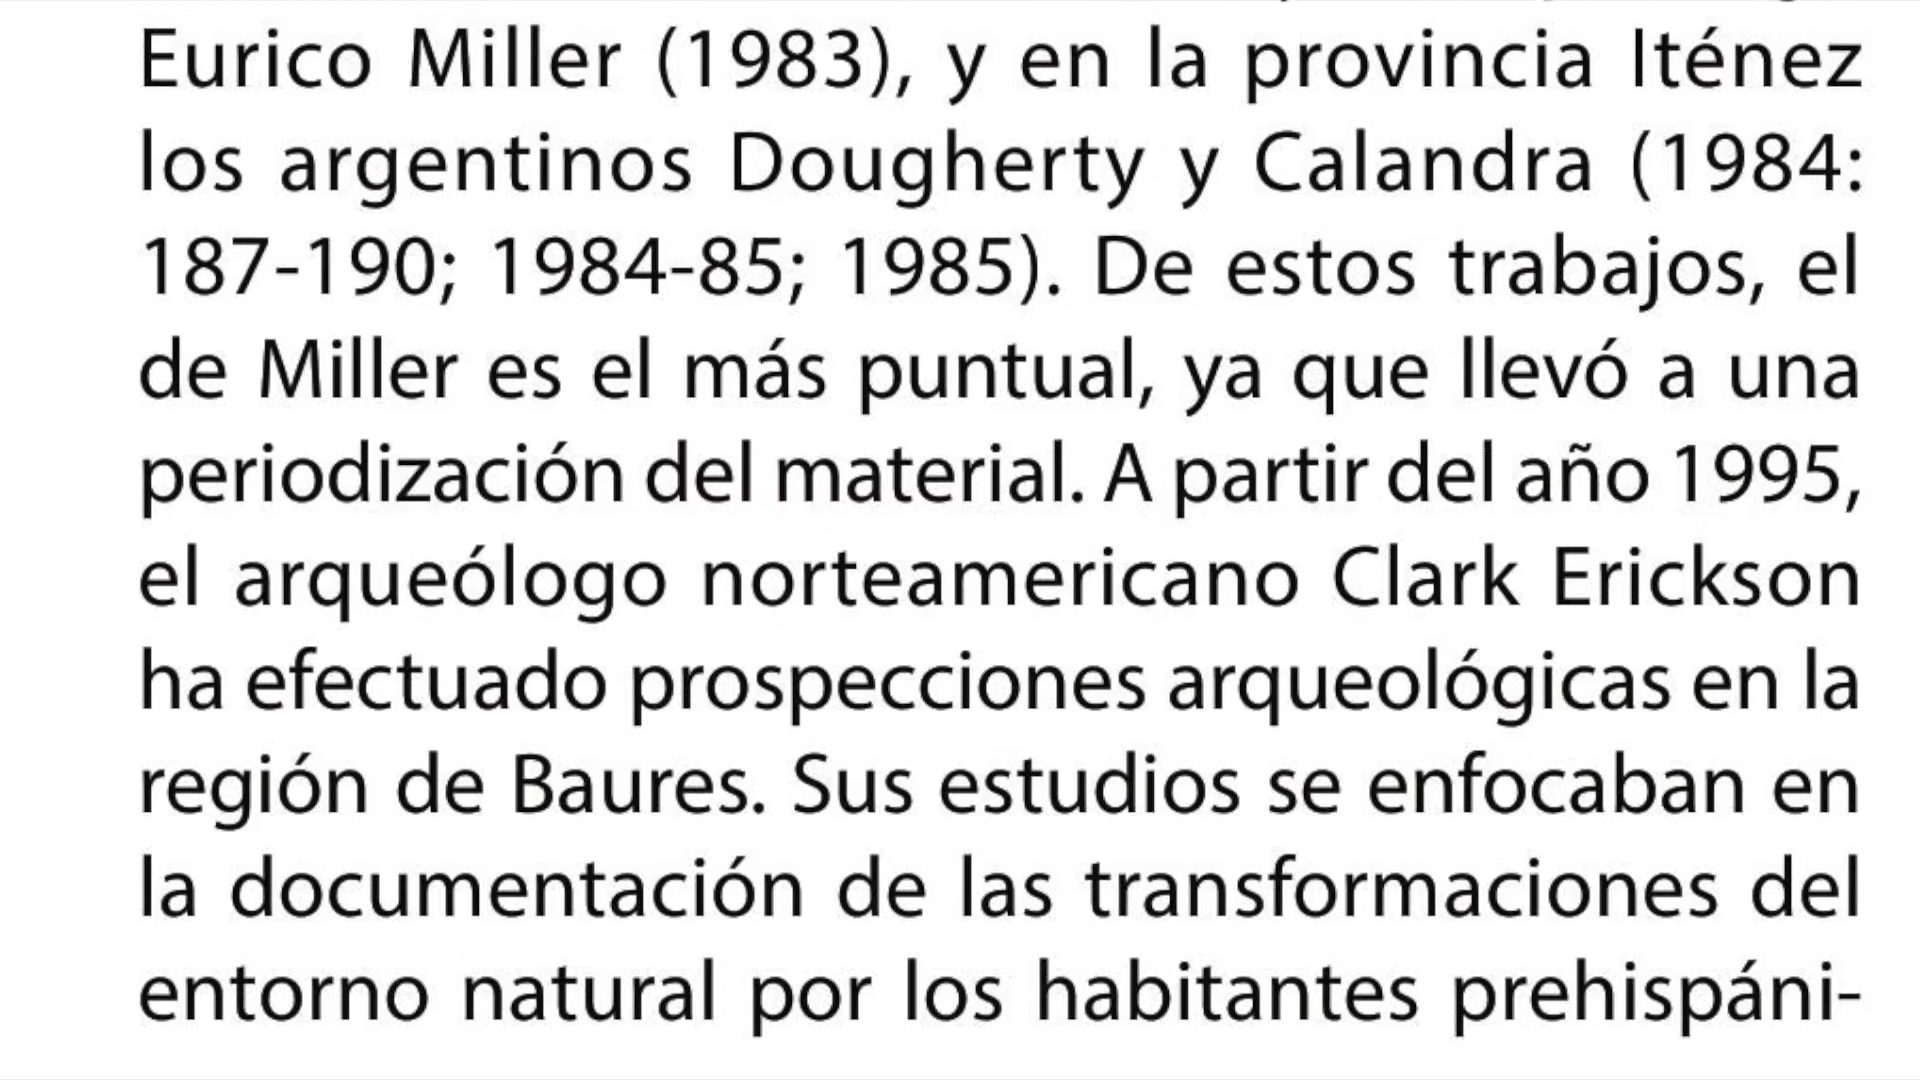 Eurico Miller (1983), y en la provincia Iténez
los argentinos Dougherty y Calandra (1984:
187-190; 1984-85; 1985). De estos trabajos, el
de Miller es el más puntual, ya que llevó a una
periodización del material. A partir del año 1995,
el arqueólogo norteamericano Clark Erickson
ha efectuado prospecciones arqueológicas en la
región de Baures. Sus estudios se enfocaban en
la documentación de las transformaciones del
entorno natural por los habitantes prehispáni-